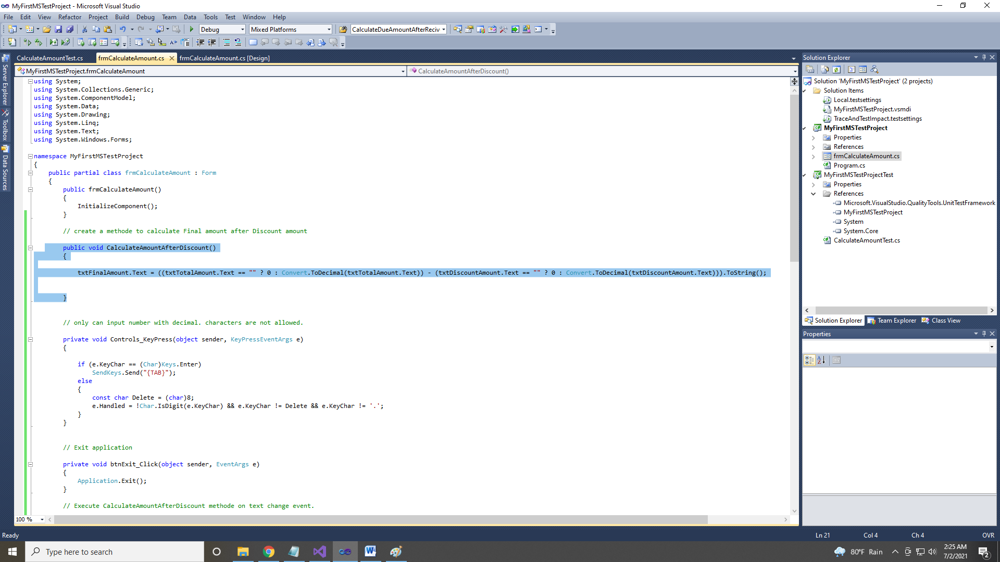 MyFirstMSTestProject - Microsoft Visual Studio
File Edit View Refactor Project Build Debug Team Data Tools Test Window Help
Debug Mixed Platforms CalculateDueAmountAfterReciv
CalculateAmountTest.cs frmCalculateAmount.cs frmCalculateAmount.cs [Design]
MyFirstMSTestProject.frmCalculateAmount CalculateAmountAfterDiscount()
Server Explorer
Toolbox
Data Sources
using System;
using System.Collections.Generic;
using System.ComponentModel;
using System.Data;
using System.Drawing;
using System.Linq;
using System.Text;
using System.Windows.Forms;
namespace MyFirstMSTestProject
{
public partial class frmCalculateAmount : Form
{
public frmCalculateAmount()
{
InitializeComponent();
}
// create a methode to calculate Final amount after Discount amount
public void CalculateAmountAfterDiscount()
{
txtFinalAmount.Text = ((txtTotalAmount.Text == "" ? 0 : Convert.ToDecimal(txtTotalAmount.Text)) - (txtDiscountAmount.Text == "" ? 0 : Convert.ToDecimal(txtDiscountAmount.Text))).ToString();
}
// only can input number with decimal. characters are not allowed.
private void Controls_KeyPress(object sender, KeyPressEventArgs e)
{
if (e.KeyChar == (Char)Keys.Enter)
SendKeys.Send("{TAB}");
else
{
const char Delete = (char)8;
e.Handled = !Char.IsDigit(e.KeyChar) && e.KeyChar != Delete && e.KeyChar != '.';
}
}
// Exit application
private void btnExit_Click(object sender, EventArgs e)
{
Application.Exit();
}
// Execute CalculateAmountAfterDiscount methode on text change event.
100 %
Solution Explorer
Solution 'MyFirstMSTestProject' (2 projects)
Solution Items
Local.testsettings
MyFirstMSTestProject.vsmdi
TraceAndTestImpact.testsettings
MyFirstMSTestProject
Properties
References
frmCalculateAmount.cs
Program.cs
MyFirstMSTestProjectTest
Properties
References
Microsoft.VisualStudio.QualityTools.UnitTestFramework
MyFirstMSTestProject
System
System.Core
CalculateAmountTest.cs
Solution Explorer Team Explorer Class View
Properties
Ready Ln 21 Col 4 Ch 4 OVR
Type here to search
80°F Rain
2:25 AM
7/2/2021
2